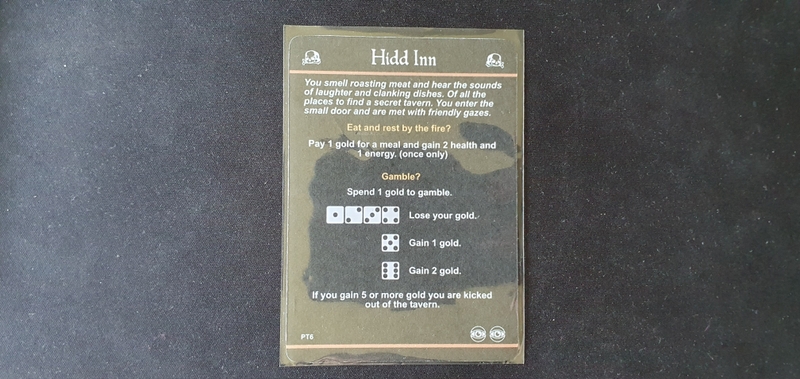 Hidd Inn
You smell roasting meat and hear the sounds
of laughter and clanking dishes. Of all the
places to find a secret tavern. You enter the
small door and are met with friendly gazes.
Eat and rest by the fire?
Pay 1 gold for a meal and gain 2 health and
1 energy. (once only)
Gamble?
Spend 1 gold to gamble.
Lose your gold.
Gain 1 gold.
Gain 2 gold.
If you gain 5 or more gold you are kicked
out of the tavern.
PT6